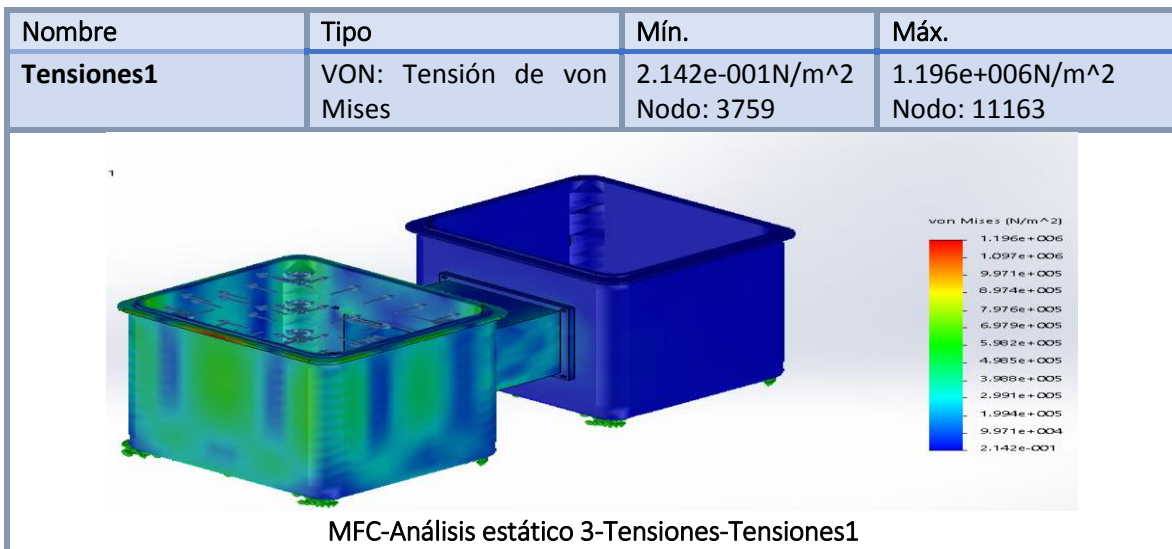 Nombre Tipo Mín. Máx.
Tensiones1 VON: Tensión de von Mises 2.142e-001N/m^2 Nodo: 3759 1.196e+006N/m^2 Nodo: 11163
von Mises (N/m^2)
1.196e+006
1.097e+006
9.971e+005
8.974e+005
7.976e+005
6.979e+005
5.982e+005
4.985e+005
3.988e+005
2.991e+005
1.994e+005
9.971e+004
2.142e-001
MFC-Análisis estático 3-Tensiones-Tensiones1